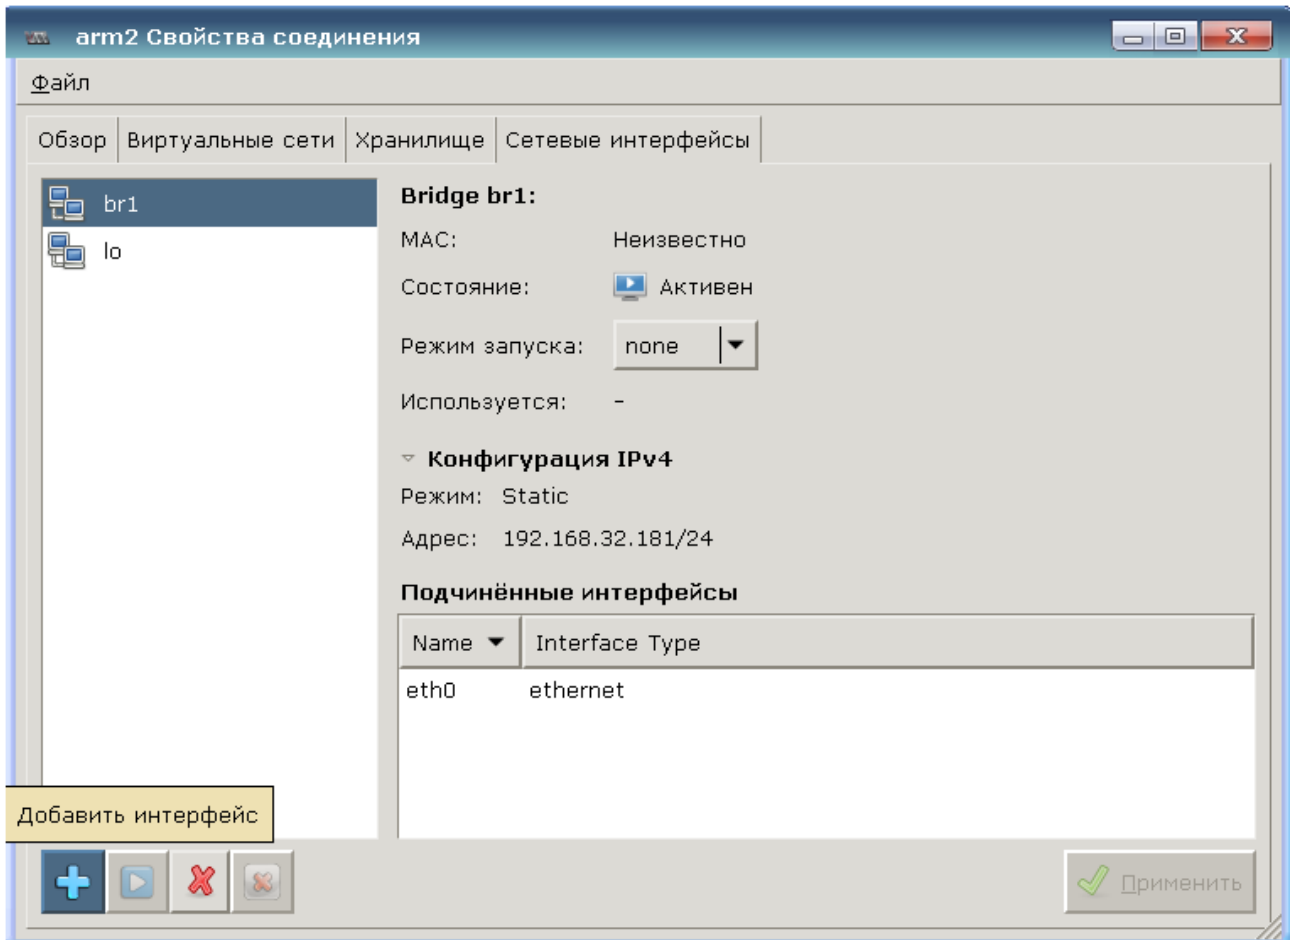 arm2 Свойства соединения
Файл
Обзор Виртуальные сети Хранилище Сетевые интерфейсы
br1
lo
Bridge br1:
MAC: Неизвестно
Состояние: Активен
Режим запуска: none
Используется: -
Конфигурация IPv4
Режим: Static
Адрес: 192.168.32.181/24
Подчинённые интерфейсы
Name Interface Type
eth0 ethernet
Добавить интерфейс
Применить